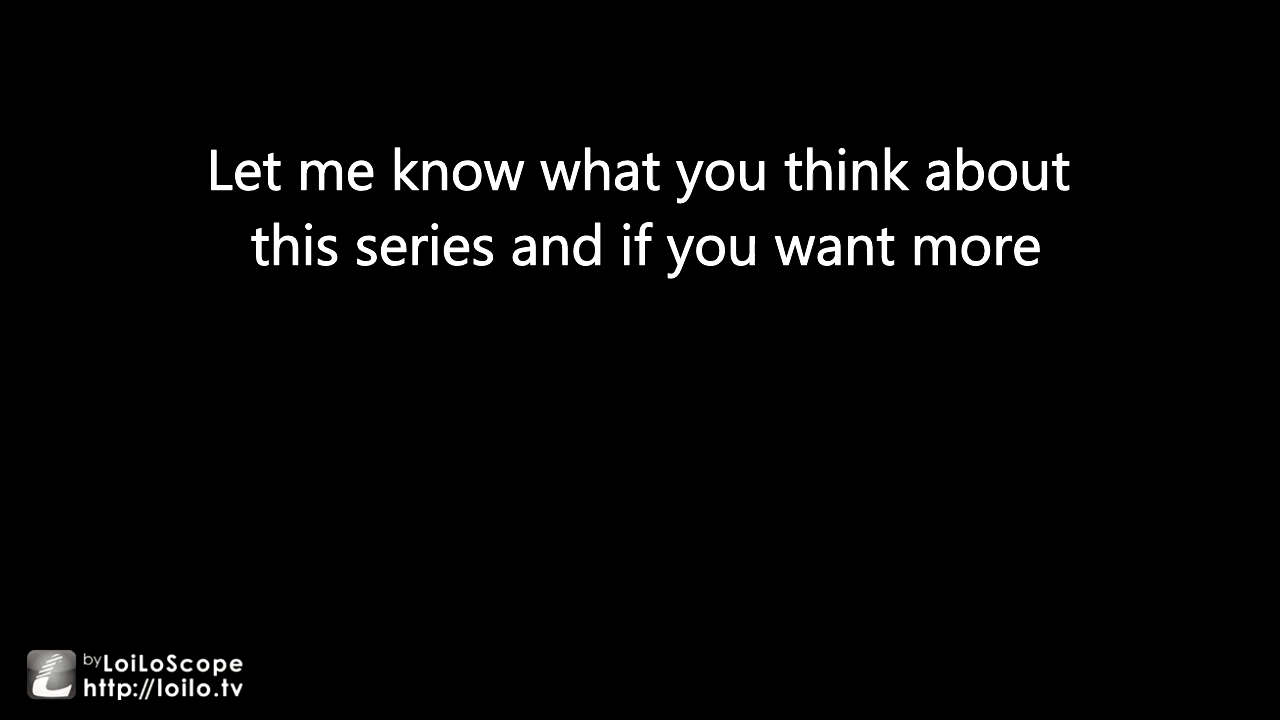 Let me know what you think about
this series and if you want more
by LoiLoScope
http://loilo.tv